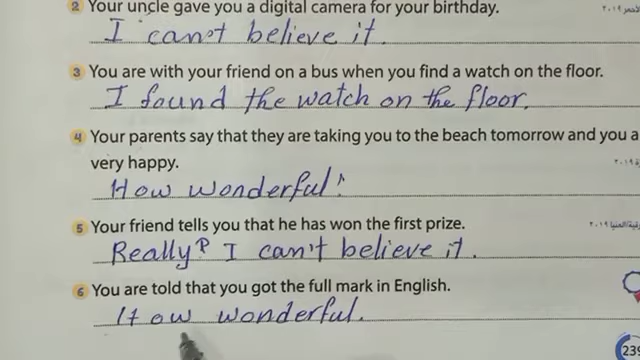 2 Your uncle gave you a digital camera for your birthday.
I can't believe it.
3 You are with your friend on a bus when you find a watch on the floor.
I found the watch on the floor.
4 Your parents say that they are taking you to the beach tomorrow and you a
very happy.
How wonderful!
5 Your friend tells you that he has won the first prize.
Really? I can't believe it.
6 You are told that you got the full mark in English.
How wonderful.
239